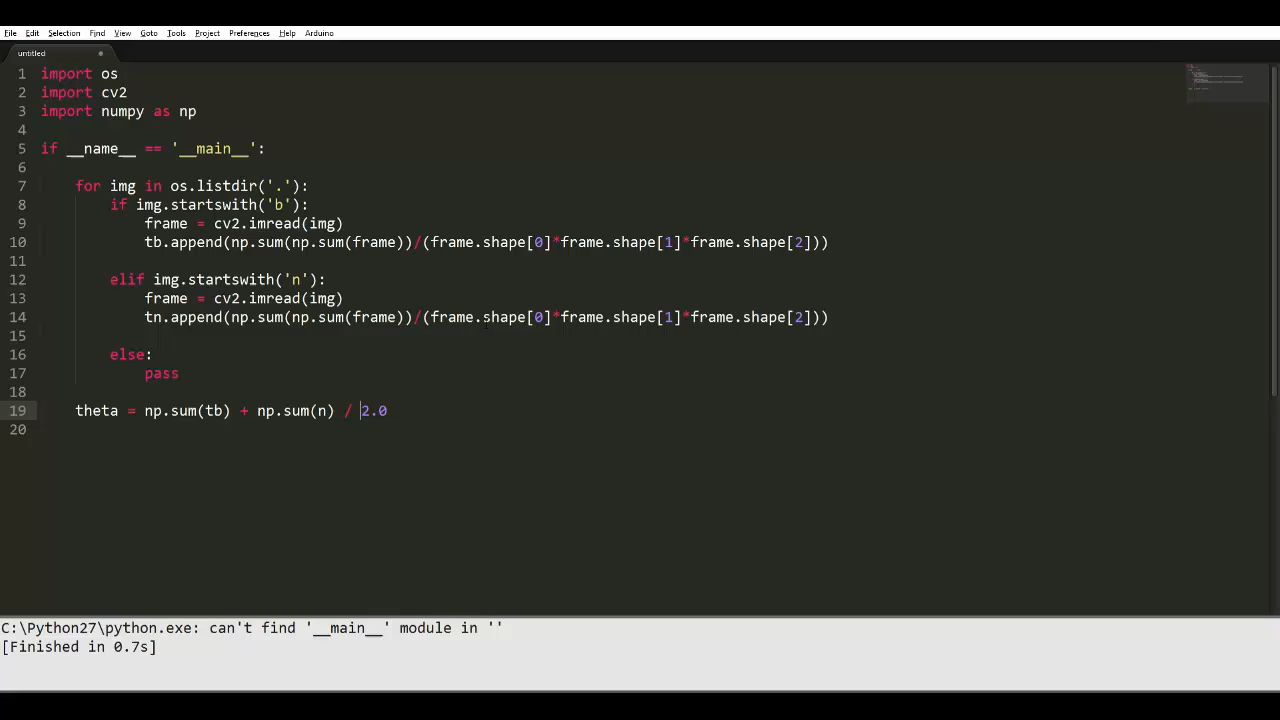 File Edit Selection Find View Goto Tools Project Preferences Help Arduino
untitled
1 import os
2 import cv2
3 import numpy as np
4
5 if __name__ == '__main__':
6
7     for img in os.listdir('.'):
8         if img.startswith('b'):
9             frame = cv2.imread(img)
10             tb.append(np.sum(np.sum(frame))/(frame.shape[0]*frame.shape[1]*frame.shape[2]))
11
12         elif img.startswith('n'):
13             frame = cv2.imread(img)
14             tn.append(np.sum(np.sum(frame))/(frame.shape[0]*frame.shape[1]*frame.shape[2]))
15
16         else:
17             pass
18
19     theta = np.sum(tb) + np.sum(n) / 2.0
20
C:\Python27\python.exe: can't find '__main__' module in ''
[Finished in 0.7s]